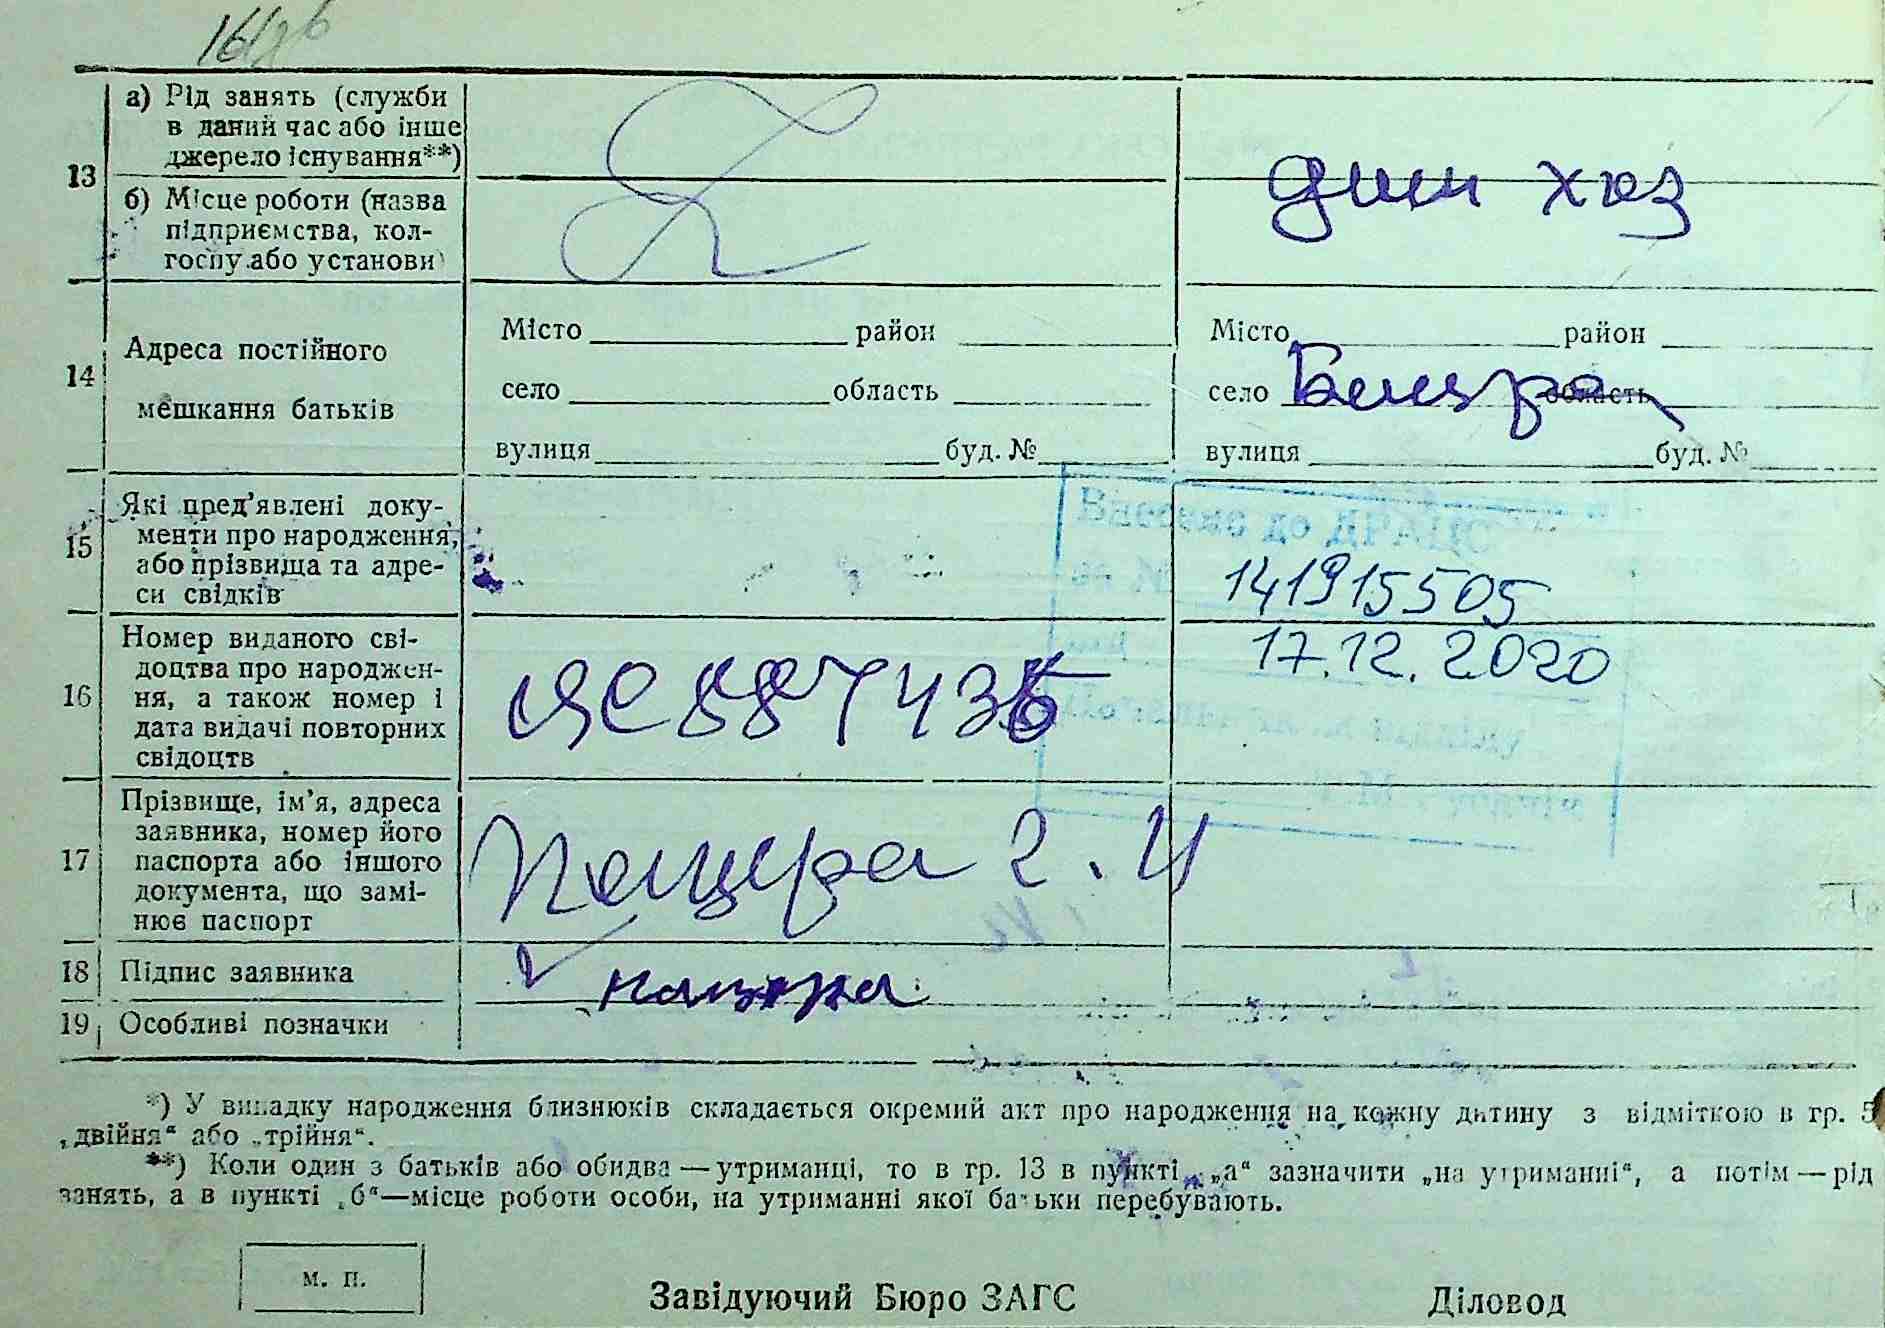 13
а) Рід занять (служби
в даний час або інше
джерело існування**)
б) Місце роботи (назва
підприємства, кол-
госпу або установи)
дин хоз
14
Адреса постійного
мешкання батьків
Місто район
село область
вулиця буд. №
Місто район
село область
вулиця буд. №
15
Які пред’явлені доку-
менти про народження,
або прізвища та адре-
си свідків
Внесено до ДРАЦС
за №
141915505
17.12.2020
16
Номер виданого сві-
доцтва про народжен-
ня, а також номер і
дата видачі повторних
свідоцтв
відділу
17
Прізвище, ім’я, адреса
заявника, номер його
паспорта або іншого
документа, що замі-
нює паспорт
18
Підпис заявника
19
Особливі позначки
*) У випадку народження близнюків складається окремий акт про народження на кожну дитину з відміткою в гр. 5
„двійня“ або „трійня“.
**) Коли один з батьків або обидва — утриманці, то в гр. 13 в пункті „а“ зазначити „на утриманні“, а потім — рід
занять, а в пункті „б“ — місце роботи особи, на утриманні якої батьки перебувають.
м. п.
Завідуючий Бюро ЗАГС
Діловод